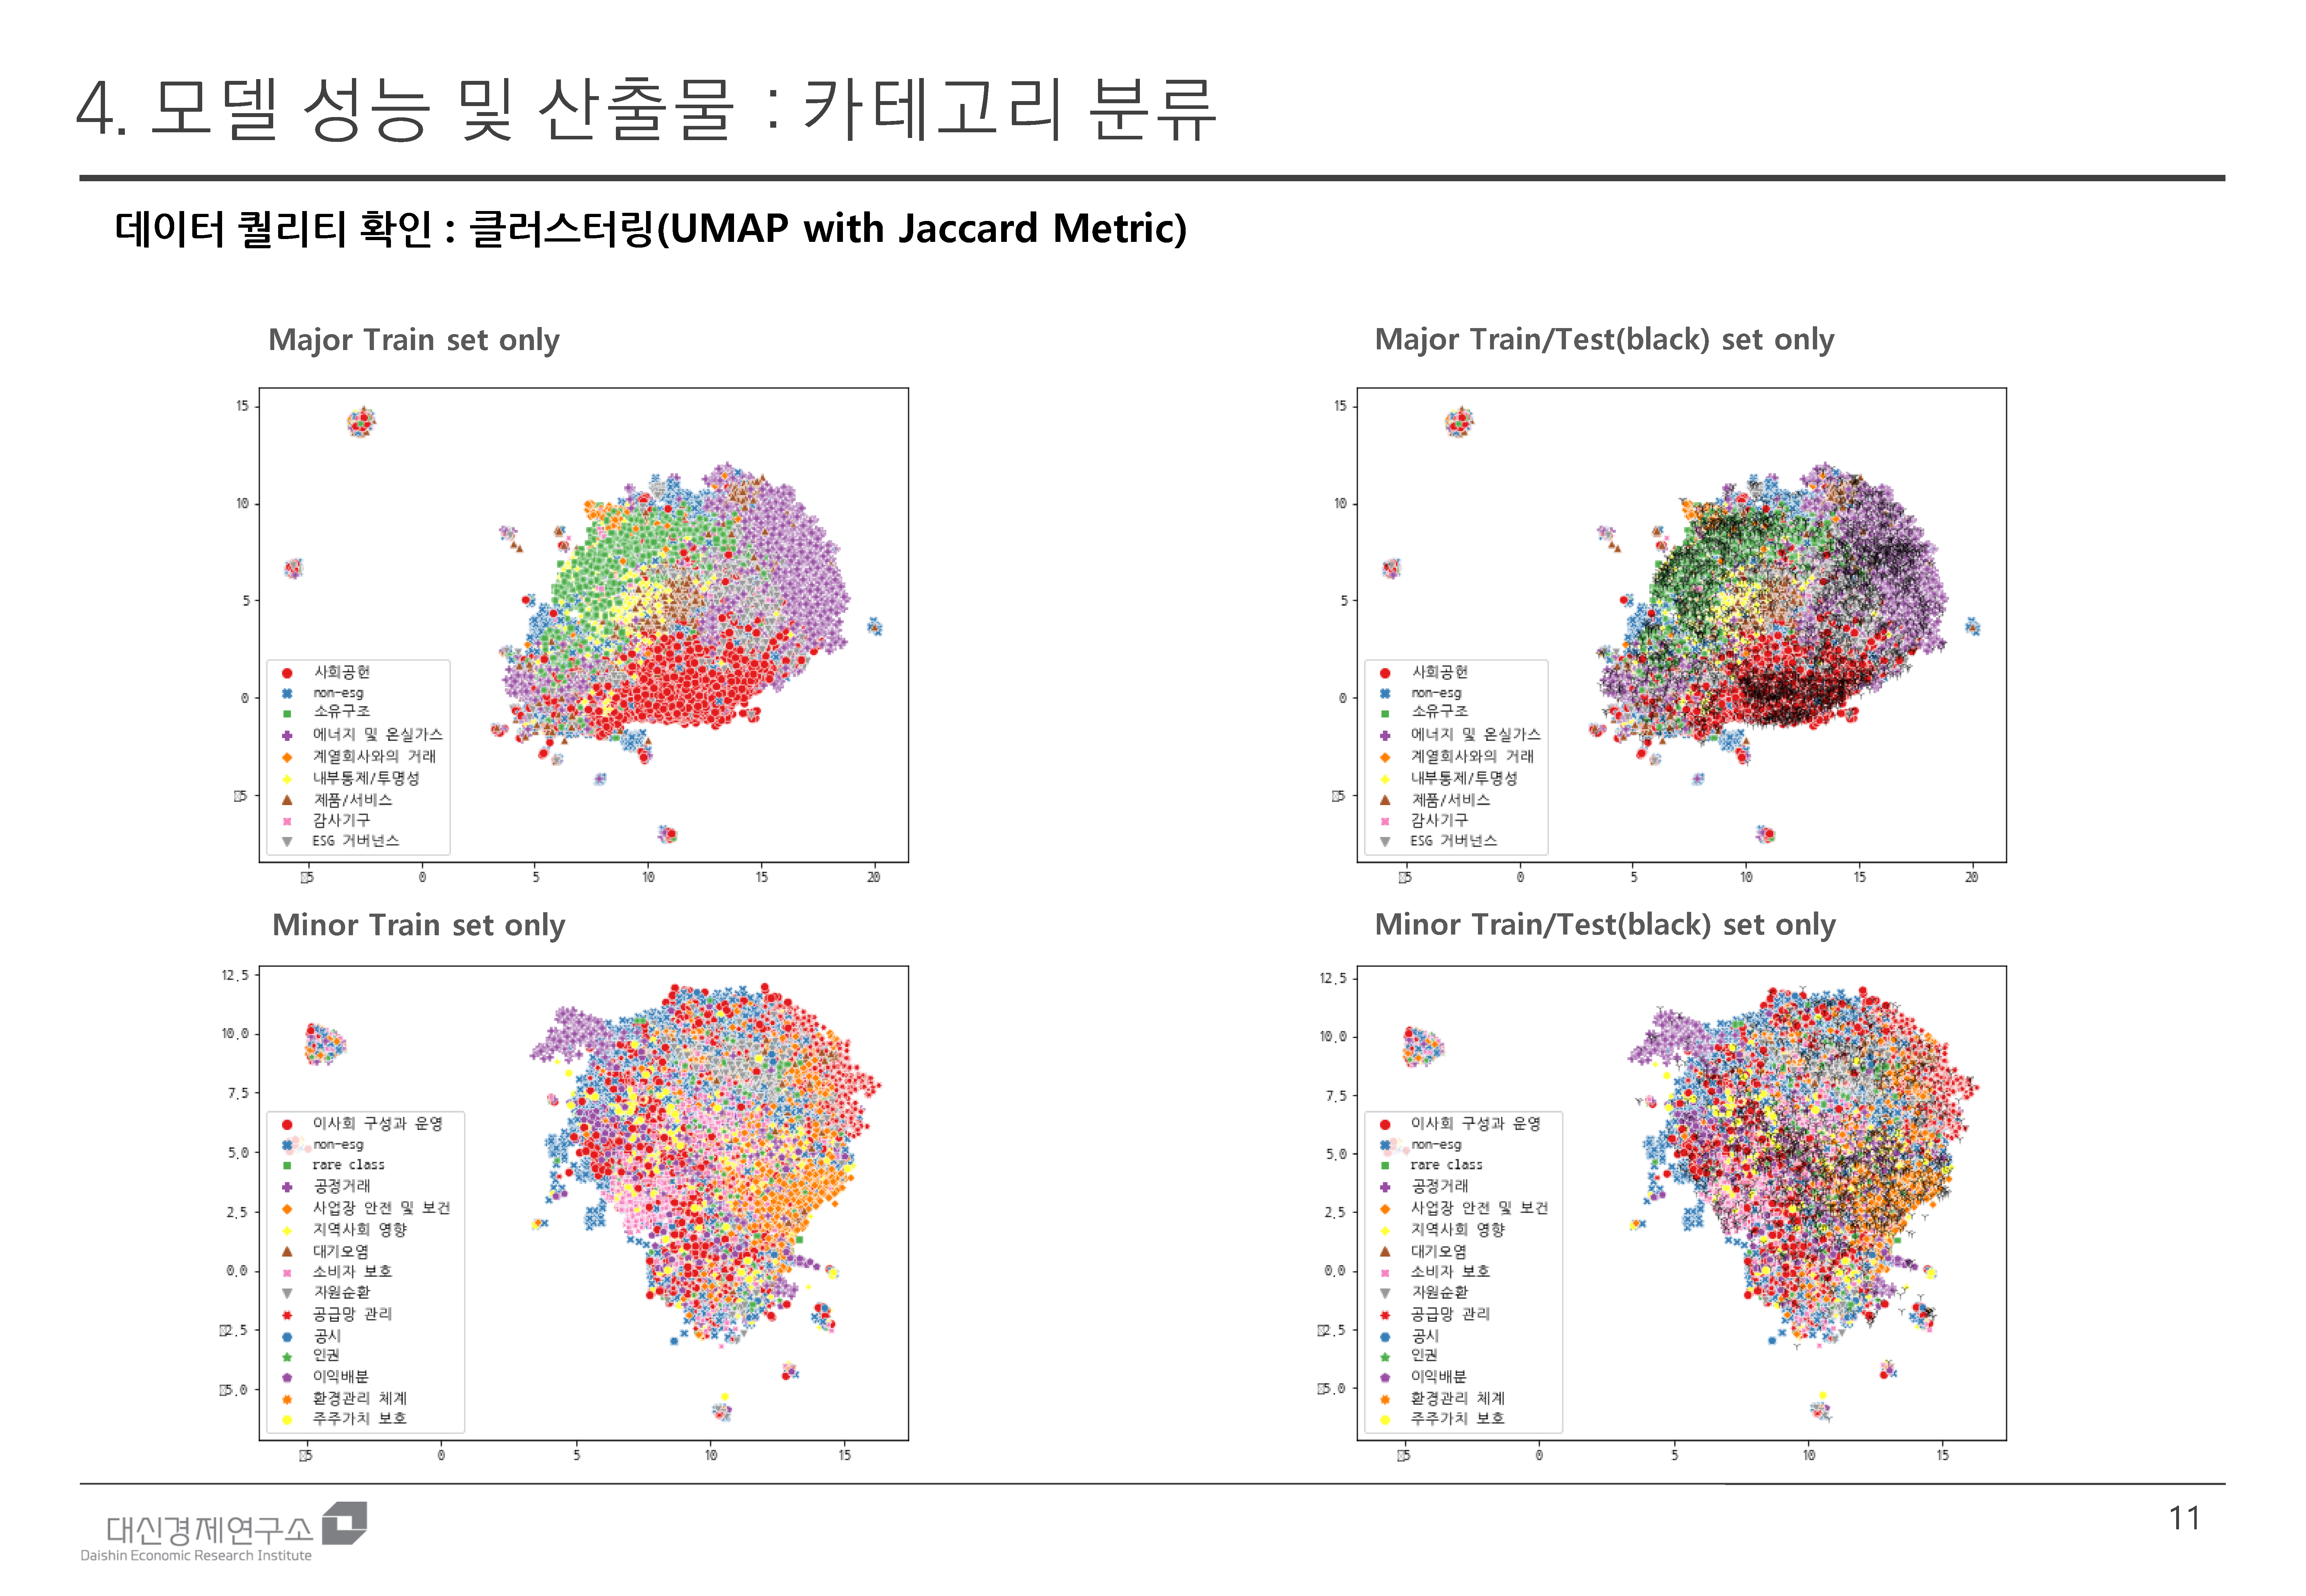 4. 모델 성능 및 산출물 : 카테고리 분류
데이터 퀄리티 확인 : 클러스터링(UMAP with Jaccard Metric)
Major Train set only
15
10
5
0
5
5
0
5
10
15
20
사회공헌
non-esg
소유구조
에너지 및 온실가스
계열회사와의 거래
내부통제/투명성
제품/서비스
감사기구
ESG 거버넌스
Major Train/Test(black) set only
15
10
5
0
5
5
0
5
10
15
20
사회공헌
non-esg
소유구조
에너지 및 온실가스
계열회사와의 거래
내부통제/투명성
제품/서비스
감사기구
ESG 거버넌스
Minor Train set only
12.5
10.0
7.5
5.0
2.5
0.0
2.5
5.0
5
0
5
10
15
이사회 구성과 운영
non-esg
rare class
공정거래
사업장 안전 및 보건
지역사회 영향
대기오염
소비자 보호
자원순환
공급망 관리
공시
인권
이익배분
환경관리 체계
주주가치 보호
Minor Train/Test(black) set only
12.5
10.0
7.5
5.0
2.5
0.0
2.5
5.0
5
0
5
10
15
이사회 구성과 운영
non-esg
rare class
공정거래
사업장 안전 및 보건
지역사회 영향
대기오염
소비자 보호
자원순환
공급망 관리
공시
인권
이익배분
환경관리 체계
주주가치 보호
대신경제연구소
Daishin Economic Research Institute
11